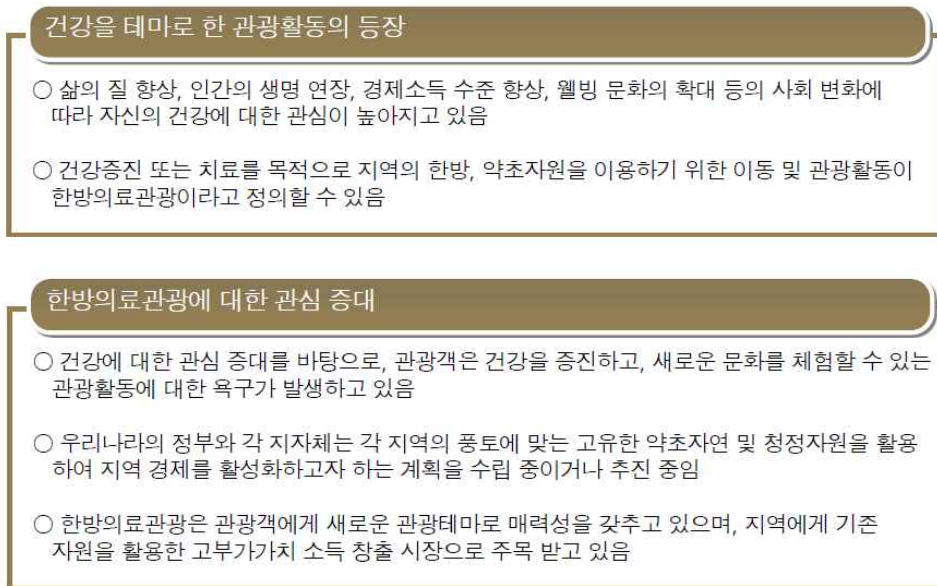 건강을 테마로 한 관광활동의 등장
○ 삶의 질 향상, 인간의 생명 연장, 경제소득 수준 향상, 웰빙 문화의 확대 등의 사회 변화에
따라 자신의 건강에 대한 관심이 높아지고 있음
○ 건강증진 또는 치료를 목적으로 지역의 한방, 약초자원을 이용하기 위한 이동 및 관광활동이
한방의료관광이라고 정의할 수 있음
한방의료관광에 대한 관심 증대
○ 건강에 대한 관심 증대를 바탕으로, 관광객은 건강을 증진하고, 새로운 문화를 체험할 수 있는
관광활동에 대한 욕구가 발생하고 있음
○ 우리나라의 정부와 각 지자체는 각 지역의 풍토에 맞는 고유한 약초자연 및 청정자원을 활용
하여 지역 경제를 활성화하고자 하는 계획을 수립 중이거나 추진 중임
○ 한방의료관광은 관광객에게 새로운 관광테마로 매력성을 갖추고 있으며, 지역에게 기존
자원을 활용한 고부가가치 소득 창출 시장으로 주목 받고 있음